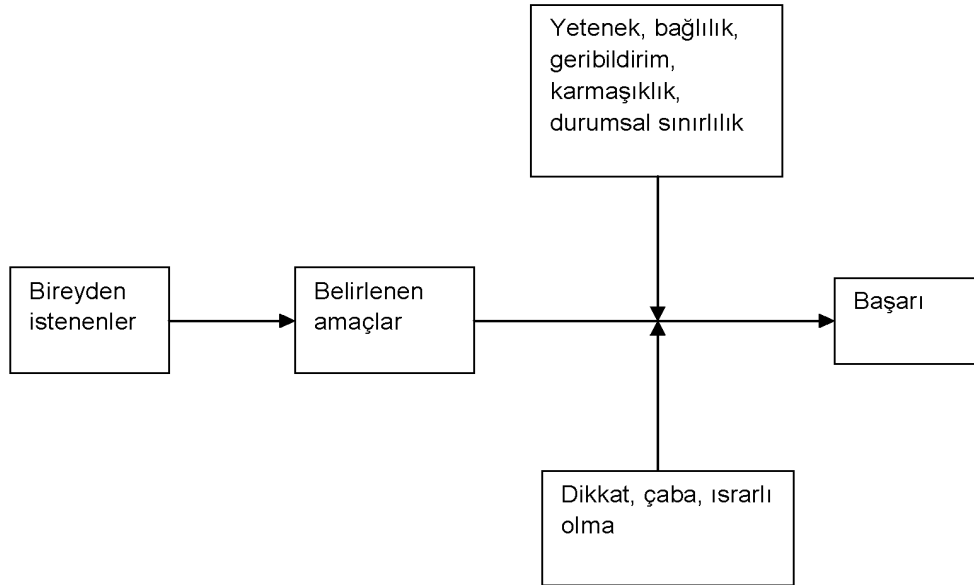 Yetenek, bağlılık,
geribildirim,
karmaşıklık,
durumsal sınırlılık
Bireyden
istenenler
Belirlenen
amaçlar
Başarı
Dikkat, çaba, ısrarlı
olma